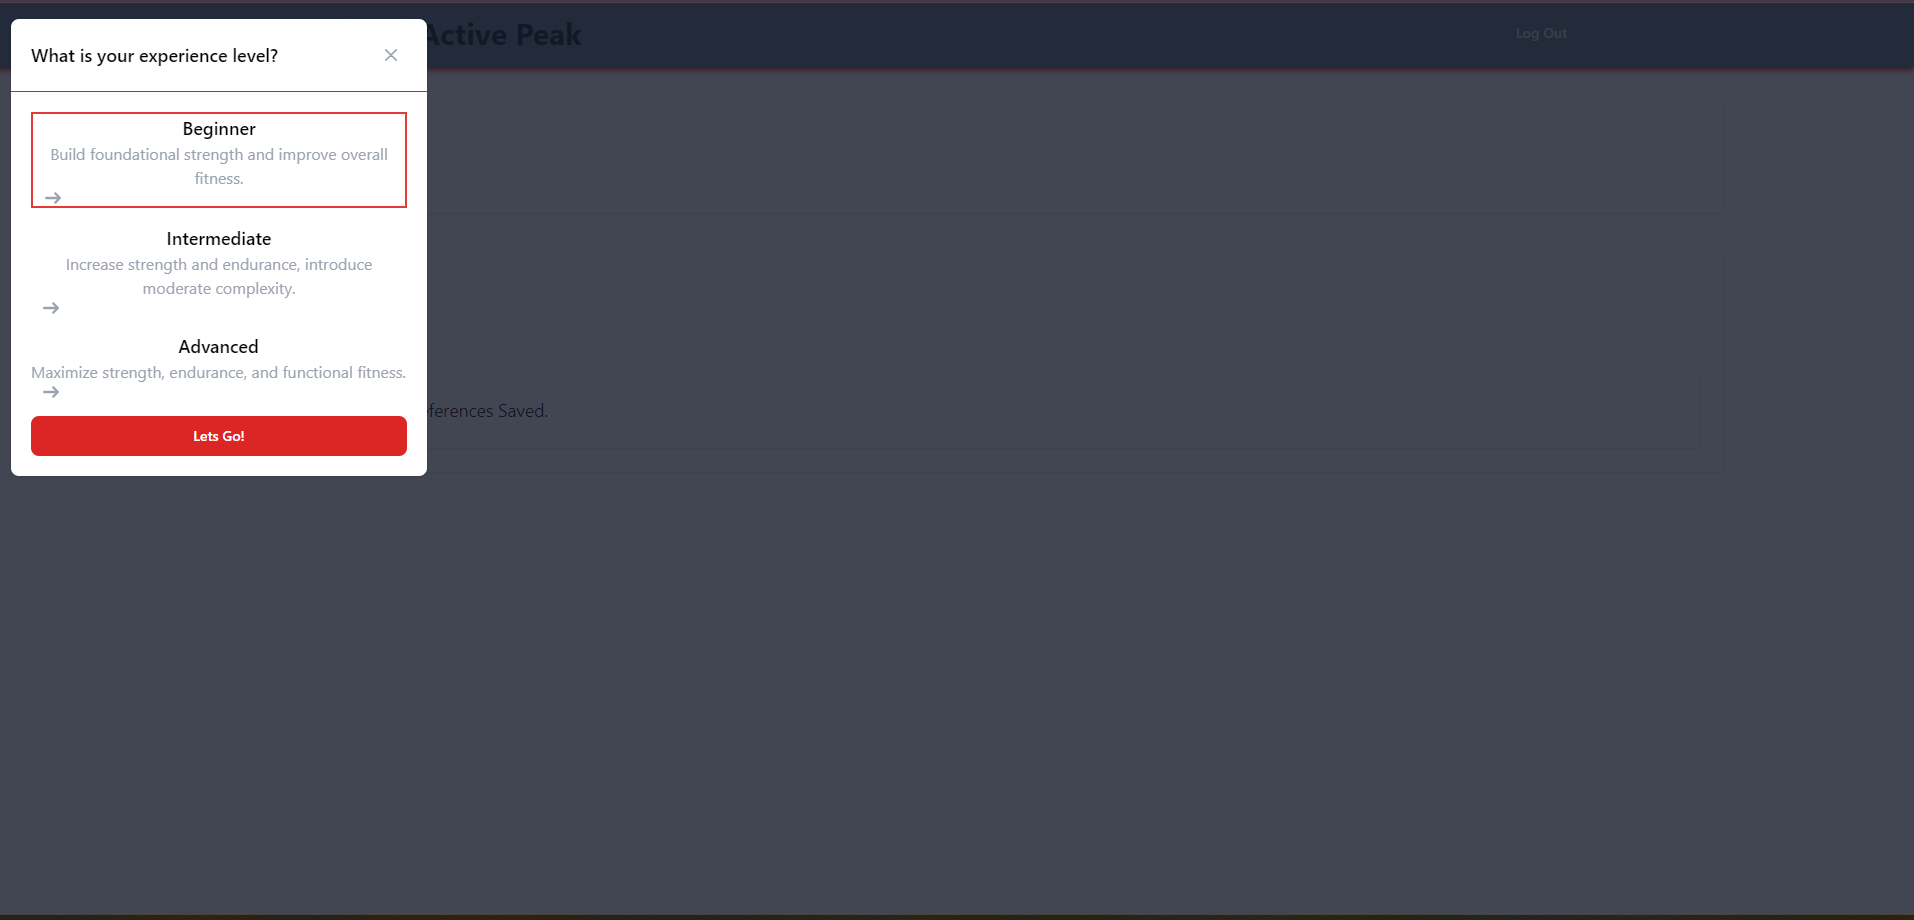 Active Peak
Log Out
What is your experience level?
Beginner
Build foundational strength and improve overall
fitness.
Intermediate
Increase strength and endurance, introduce
moderate complexity.
Advanced
Maximize strength, endurance, and functional fitness.
Lets Go!
ferences Saved.